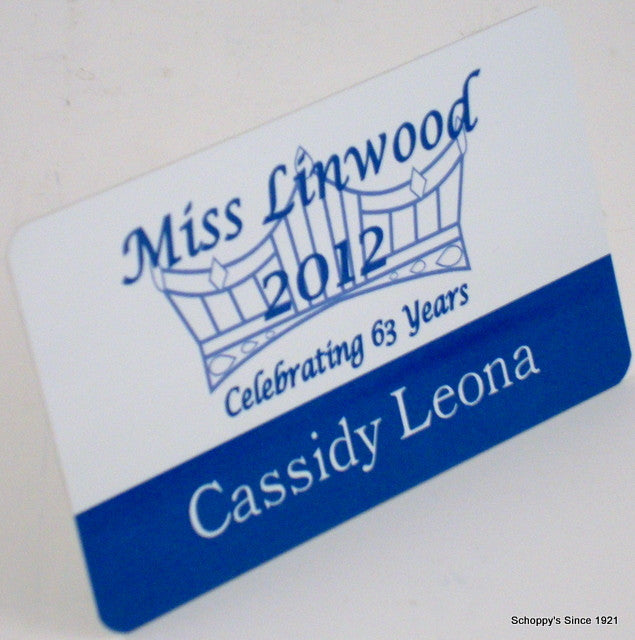 Miss Linwood
2012
Celebrating 63 Years
Cassidy Leona
Schoppy's Since 1921